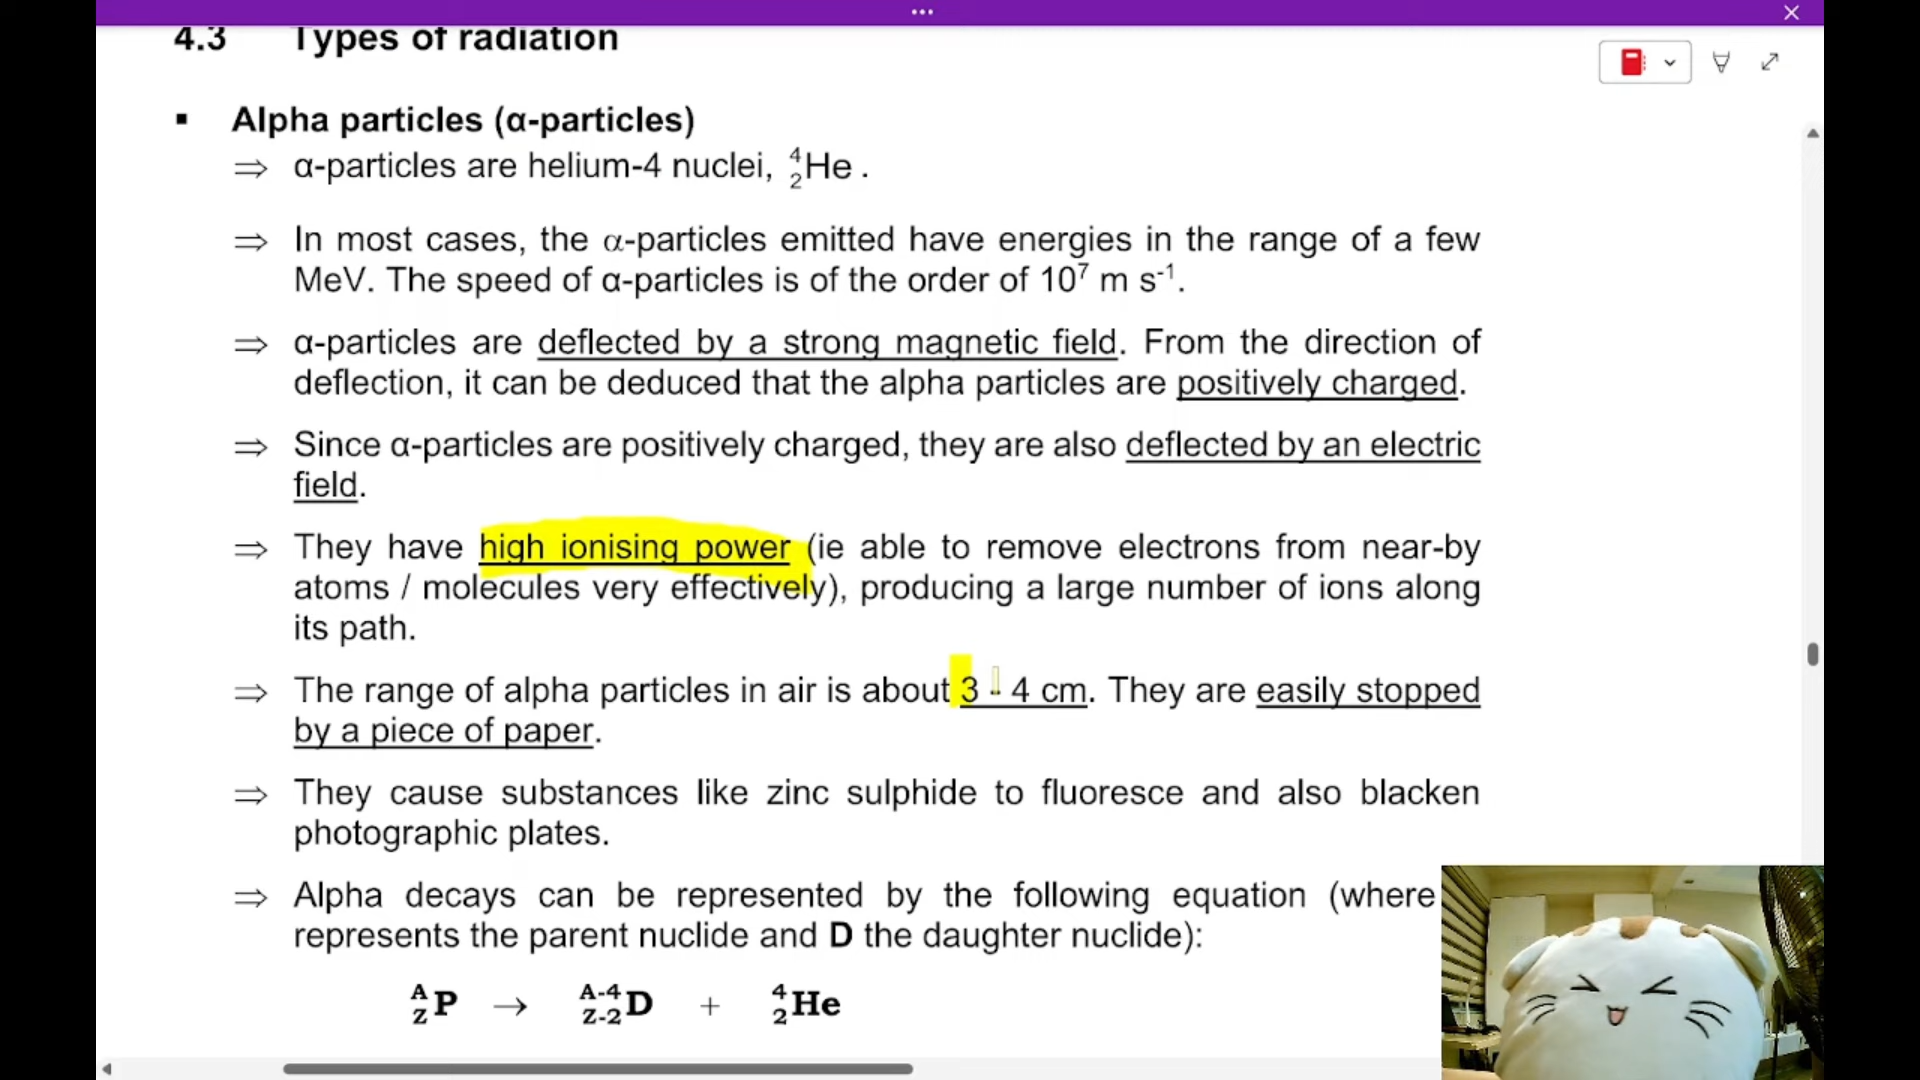 4.3 Types of radiation
▪ Alpha particles (α-particles)
⇒ α-particles are helium-4 nuclei, ⁴₂He .
⇒ In most cases, the α-particles emitted have energies in the range of a few
MeV. The speed of α-particles is of the order of 10⁷ m s⁻¹.
⇒ α-particles are deflected by a strong magnetic field. From the direction of
deflection, it can be deduced that the alpha particles are positively charged.
⇒ Since α-particles are positively charged, they are also deflected by an electric
field.
⇒ They have high ionising power (ie able to remove electrons from near-by
atoms / molecules very effectively), producing a large number of ions along
its path.
⇒ The range of alpha particles in air is about 3 - 4 cm. They are easily stopped
by a piece of paper.
⇒ They cause substances like zinc sulphide to fluoresce and also blacken
photographic plates.
⇒ Alpha decays can be represented by the following equation (where
represents the parent nuclide and D the daughter nuclide):
ᴬ_Z P → ᴬ⁻⁴_Z-2 D + ⁴₂He